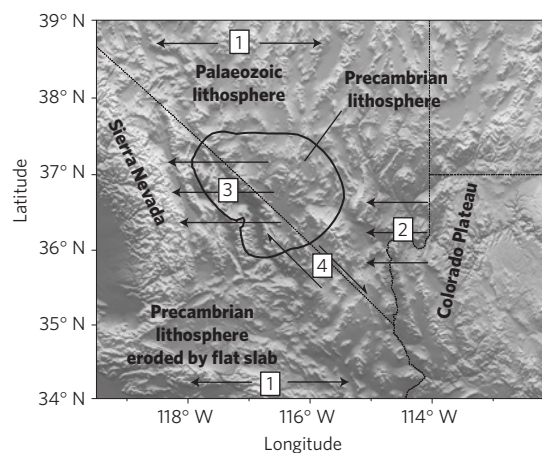 39° N
38° N
37° N
36° N
35° N
34° N
Latitude
1
Palaeozoic
lithosphere
Precambrian
lithosphere
Sierra Nevada
3
2
4
Colorado Plateau
Precambrian
lithosphere
eroded by flat slab
1
118° W
116° W
114° W
Longitude